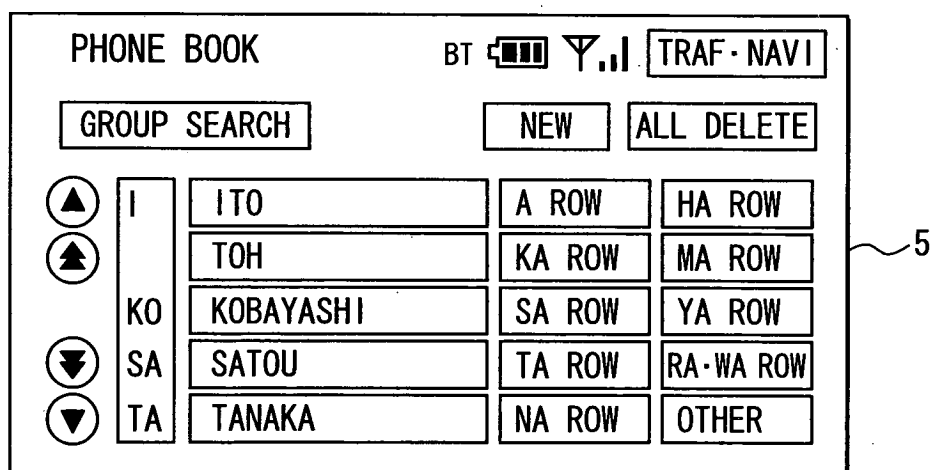 PHONE BOOK BT TRAF·NAVI
GROUP SEARCH NEW ALL DELETE
I ITO A ROW HA ROW
TOH KA ROW MA ROW
5
KO KOBAYASHI SA ROW YA ROW
SA SATOU TA ROW RA·WA ROW
TA TANAKA NA ROW OTHER